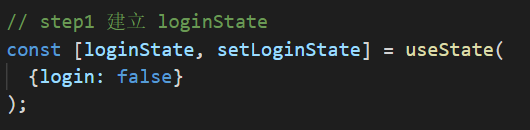 // step1 建立 loginState
const [loginState, setLoginState] = useState(
{login: false}
);